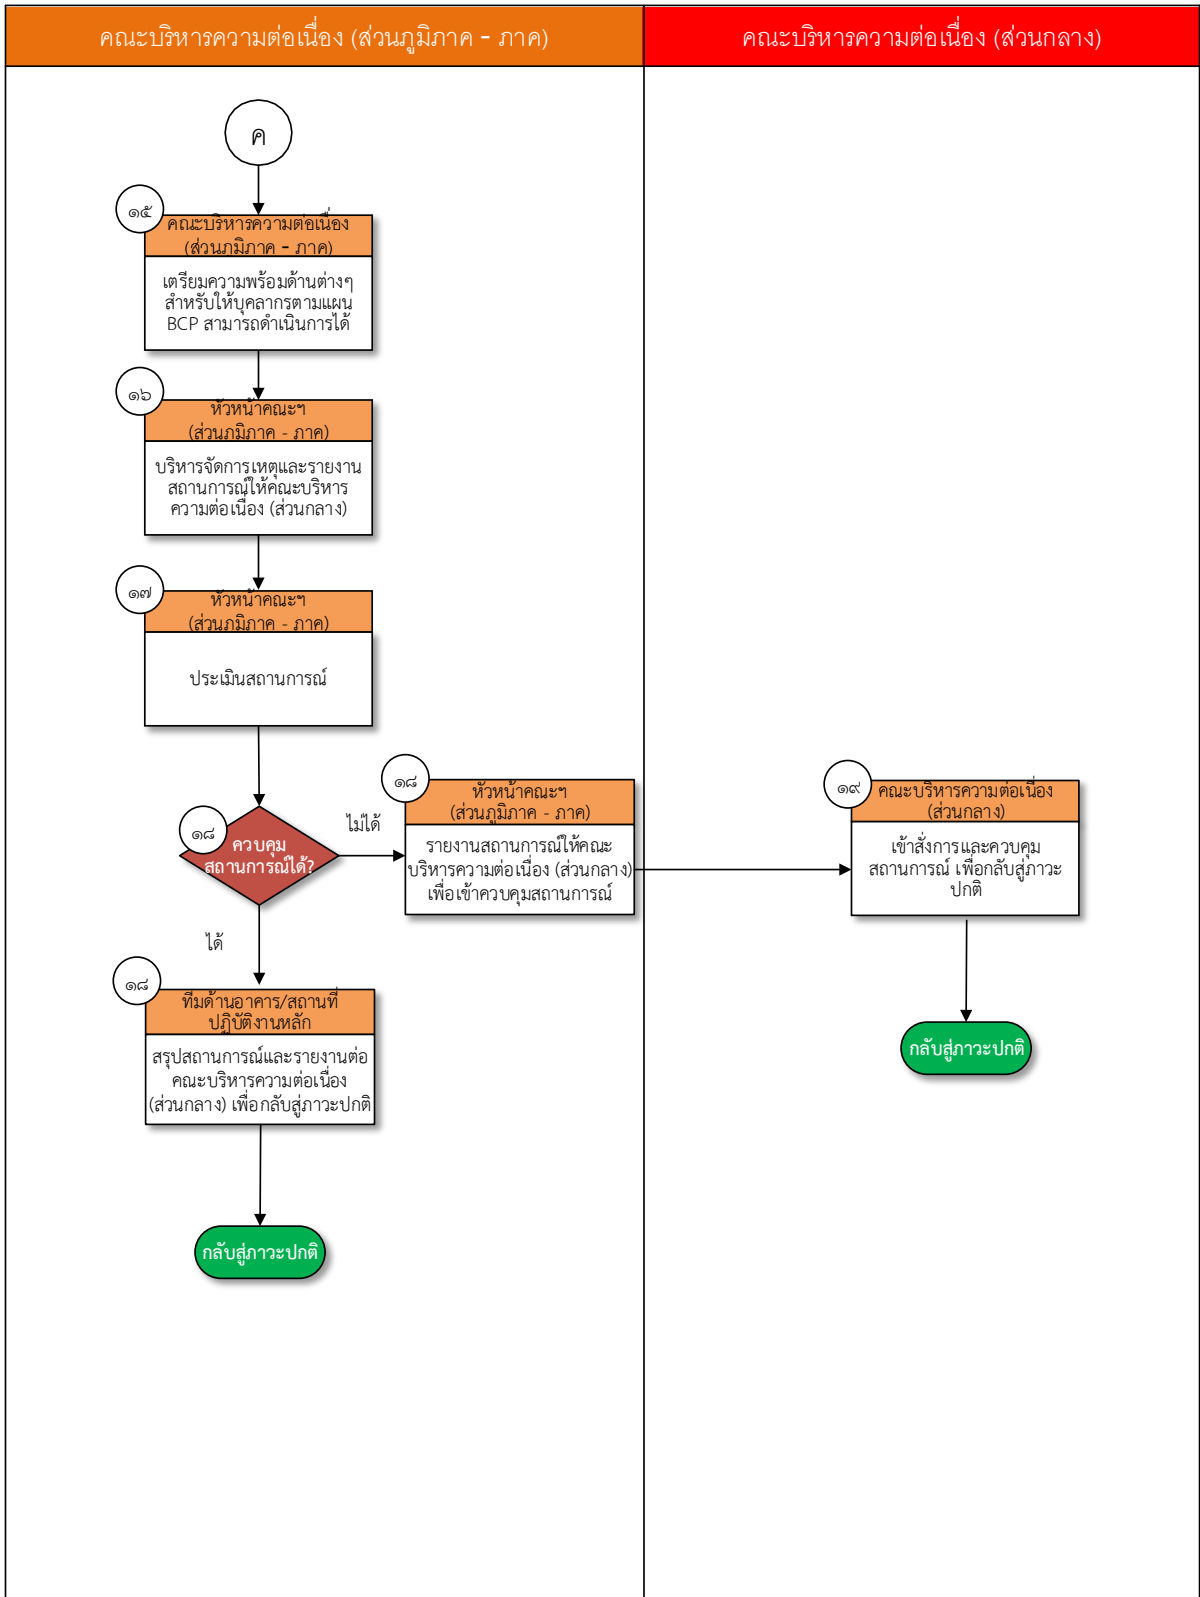 คณะบริหารความต่อเนื่อง (ส่วนภูมิภาค - ภาค)
คณะบริหารความต่อเนื่อง (ส่วนกลาง)
ค
๑๕
คณะบริหารความต่อเนื่อง
(ส่วนภูมิภาค - ภาค)
เตรียมความพร้อมด้านต่างๆ
สำหรับให้บุคลากรตามแผน
BCP สามารถดำเนินการได้
๑๖
หัวหน้าคณะฯ
(ส่วนภูมิภาค - ภาค)
บริหารจัดการเหตุและรายงาน
สถานการณ์ให้คณะบริหาร
ความต่อเนื่อง (ส่วนกลาง)
๑๗
หัวหน้าคณะฯ
(ส่วนภูมิภาค - ภาค)
ประเมินสถานการณ์
๑๘
ควบคุม
สถานการณ์ได้?
ไม่ได้
๑๘
หัวหน้าคณะฯ
(ส่วนภูมิภาค - ภาค)
รายงานสถานการณ์ให้คณะ
บริหารความต่อเนื่อง (ส่วนกลาง)
เพื่อเข้าควบคุมสถานการณ์
๑๙
คณะบริหารความต่อเนื่อง
(ส่วนกลาง)
เข้าสั่งการและควบคุม
สถานการณ์ เพื่อกลับสู่ภาวะ
ปกติ
กลับสู่ภาวะปกติ
ได้
๑๘
ทีมด้านอาคาร/สถานที่
ปฏิบัติงานหลัก
สรุปสถานการณ์และรายงานต่อ
คณะบริหารความต่อเนื่อง
(ส่วนกลาง) เพื่อกลับสู่ภาวะปกติ
กลับสู่ภาวะปกติ